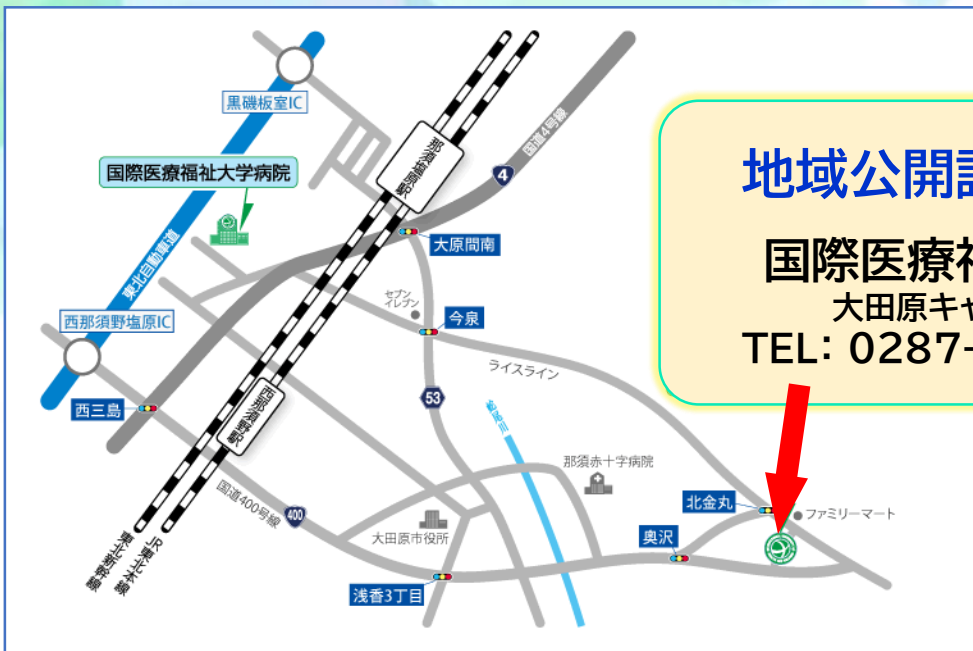 黒磯板室IC
国際医療福祉大学病院
東北自動車道
西那須野塩原IC
西三島
那須塩原駅
国道4号線
4
大原間南
セブン
イレブン
今泉
ライスライン
53
西那須野駅
国道400号線
400
JR東北本線
東北新幹線
大田原市役所
浅香3丁目
蛇尾川
那須赤十字病院
奥沢
北金丸
ファミリーマート
地域公開
国際医療福
大田原キャ
TEL: 0287-